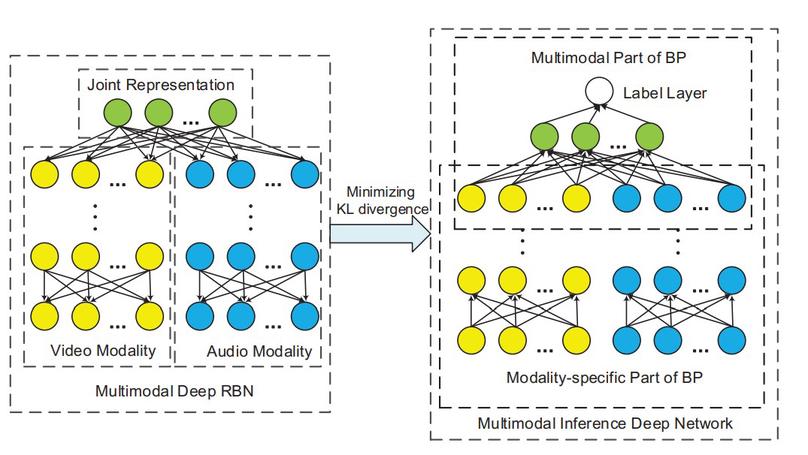 Joint Representation
Video Modality
Audio Modality
Multimodal Deep RBN
Minimizing
KL divergence
Multimodal Part of BP
Label Layer
Modality-specific Part of BP
Multimodal Inference Deep Network